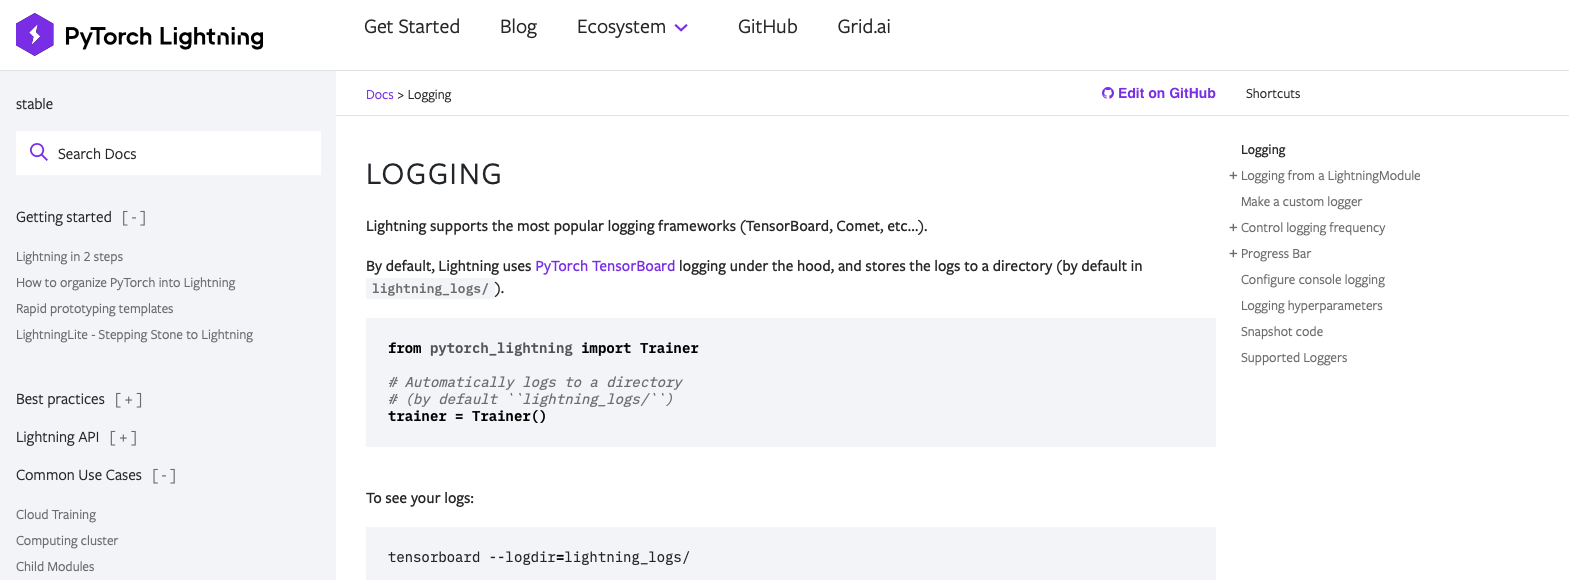 PyTorch Lightning
Get Started Blog Ecosystem GitHub Grid.ai
stable
Search Docs
Getting started [-]
Lightning in 2 steps
How to organize PyTorch into Lightning
Rapid prototyping templates
LightningLite - Stepping Stone to Lightning
Best practices [+]
Lightning API [+]
Common Use Cases [-]
Cloud Training
Computing cluster
Child Modules
Docs > Logging
Edit on GitHub
Shortcuts
LOGGING
Lightning supports the most popular logging frameworks (TensorBoard, Comet, etc...).
By default, Lightning uses PyTorch TensorBoard logging under the hood, and stores the logs to a directory (by default in
lightning_logs/ ).
from pytorch_lightning import Trainer
# Automatically logs to a directory
# (by default ``lightning_logs/``)
trainer = Trainer()
To see your logs:
tensorboard --logdir=lightning_logs/
Logging
+ Logging from a LightningModule
Make a custom logger
+ Control logging frequency
+ Progress Bar
Configure console logging
Logging hyperparameters
Snapshot code
Supported Loggers